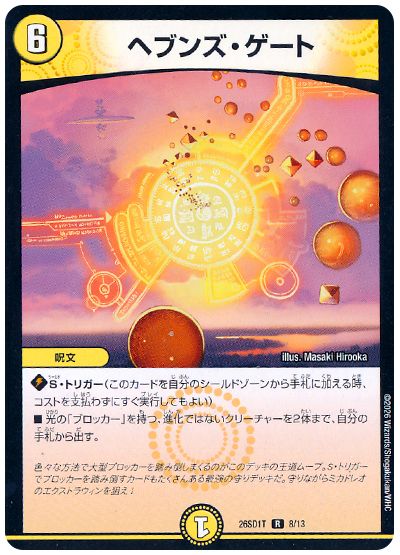 6
ヘブンズ・ゲート
呪文
illus. Masaki Hirooka
S・トリガー(このカードを自分のシールドゾーンから手札に加える時、
コストを支払わずにすぐ実行してもよい)
■ 光の「ブロッカー」を持つ、進化ではないクリーチャーを2体まで、自分の
手札から出す。
色々な方法で大型ブロッカーを踏み倒しまくるのがこのデッキの王道ムーブ。S・トリガー
でブロッカーを踏み倒すカードもたくさんある最強の守りデッキだ。守りながらミカドレオ
のエクストラウィンを狙え!
1
26SD1T R 8/13
©2026 Wizards/Shogakukan/WHC